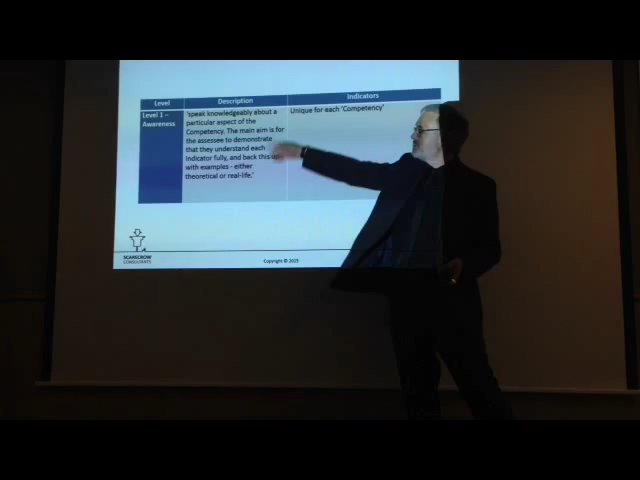 Level Description Indicators
Level 1 –
Awareness
'speak knowledgeably about a
particular aspect of the
Competency. The main aim is for
the assessee to demonstrate
that they understand each
Indicator fully, and back this up
with examples - either
theoretical or real-life.'
Unique for each 'Competency'
SCARECROW
CONSULTANTS
Copyright © 2015